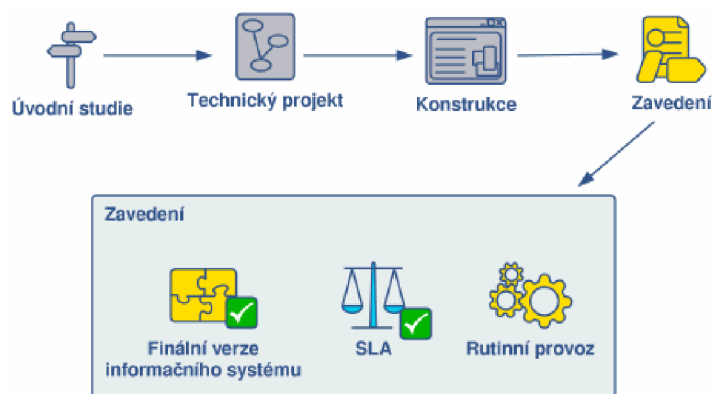 Úvodní studie
Technický projekt
Konstrukce
Zavedení
Zavedení
Finální verze
informačního systému
SLA
Rutinní provoz